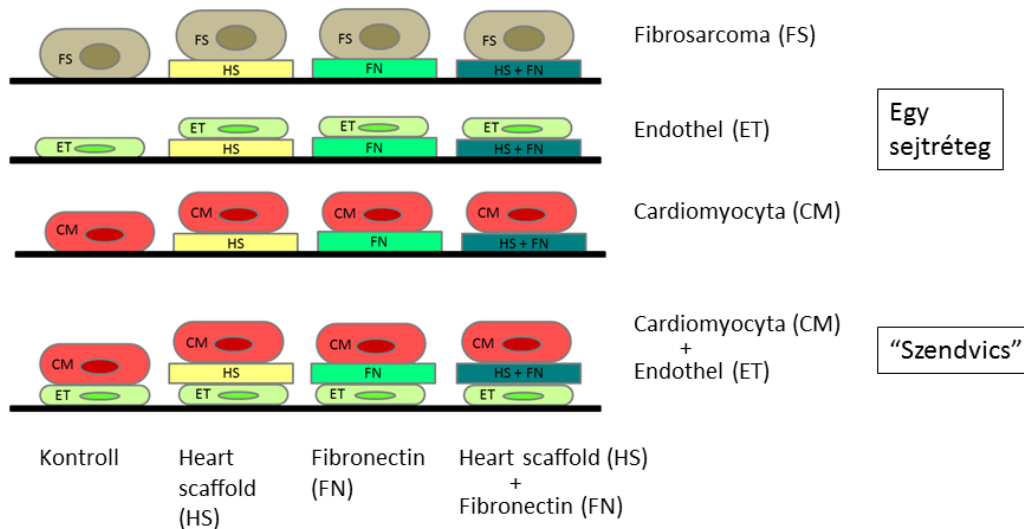 FS FS FS FS Fibrosarcoma (FS)
HS FN HS + FN
Egy
sejtréteg
ET ET ET ET Endothel (ET)
HS FN HS + FN
CM CM CM CM Cardiomyocyta (CM)
HS FN HS + FN
Cardiomyocyta (CM)
+
Endothel (ET)
“Szendvics”
CM CM CM CM
HS FN HS + FN
ET ET ET ET
Kontroll
Heart
scaffold
(HS)
Fibronectin
(FN)
Heart scaffold (HS)
+
Fibronectin (FN)